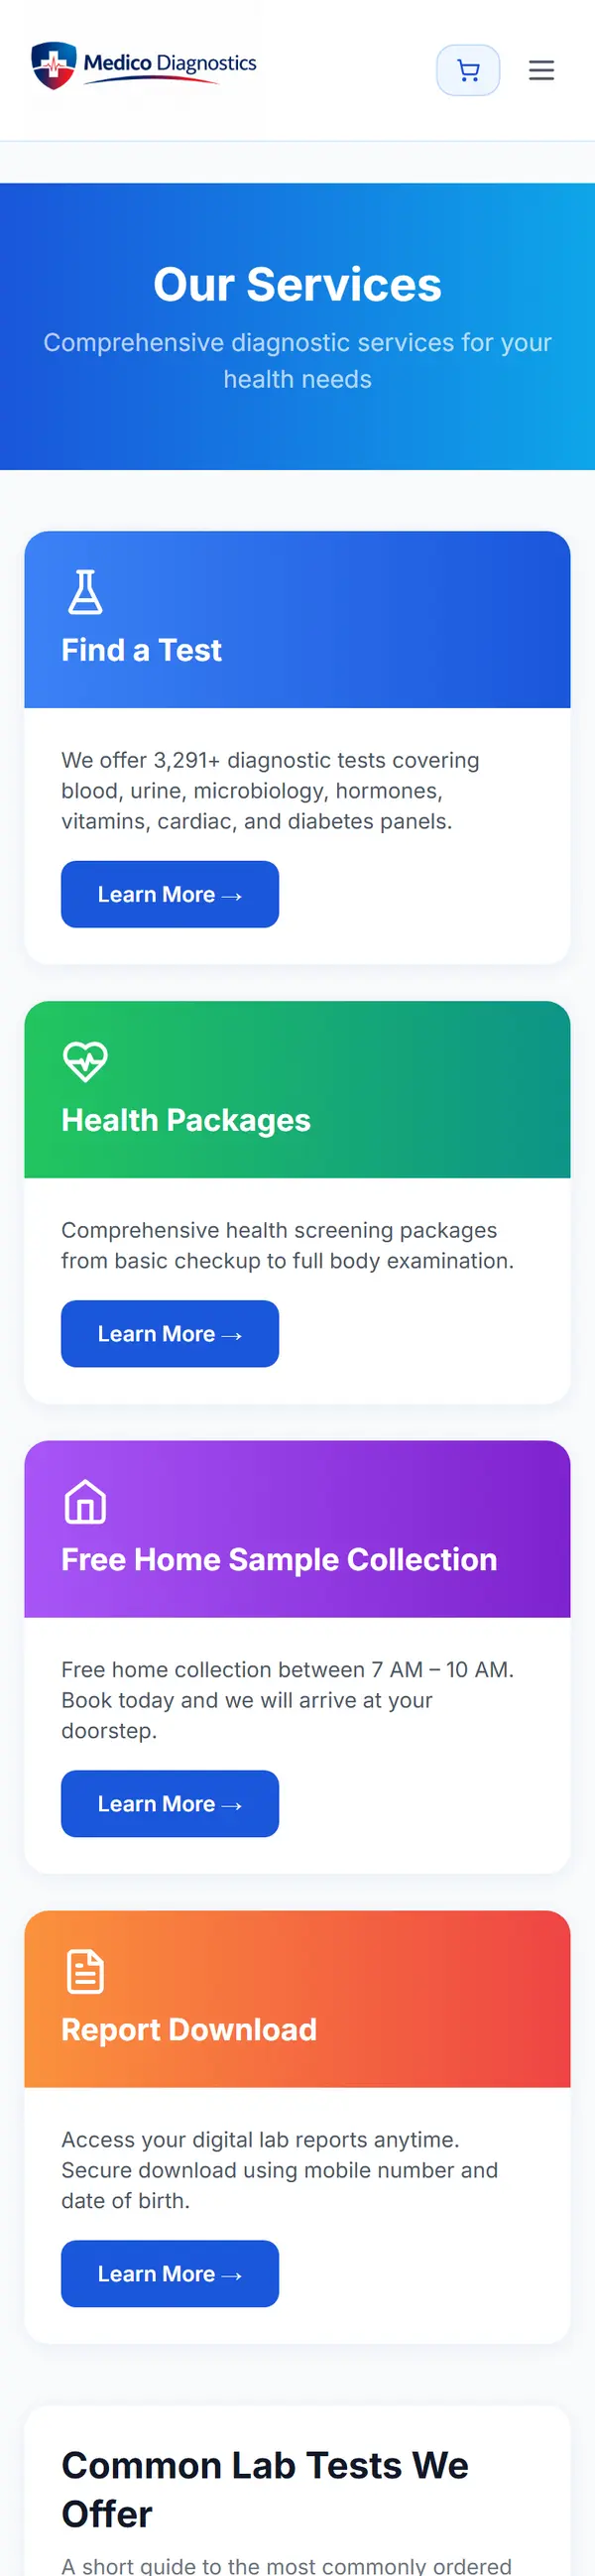 Medico Diagnostics
Our Services
Comprehensive diagnostic services for your
health needs
Find a Test
We offer 3,291+ diagnostic tests covering
blood, urine, microbiology, hormones,
vitamins, cardiac, and diabetes panels.
Learn More →
Health Packages
Comprehensive health screening packages
from basic checkup to full body examination.
Learn More →
Free Home Sample Collection
Free home collection between 7 AM – 10 AM.
Book today and we will arrive at your
doorstep.
Learn More →
Report Download
Access your digital lab reports anytime.
Secure download using mobile number and
date of birth.
Learn More →
Common Lab Tests We
Offer
A short guide to the most commonly ordered